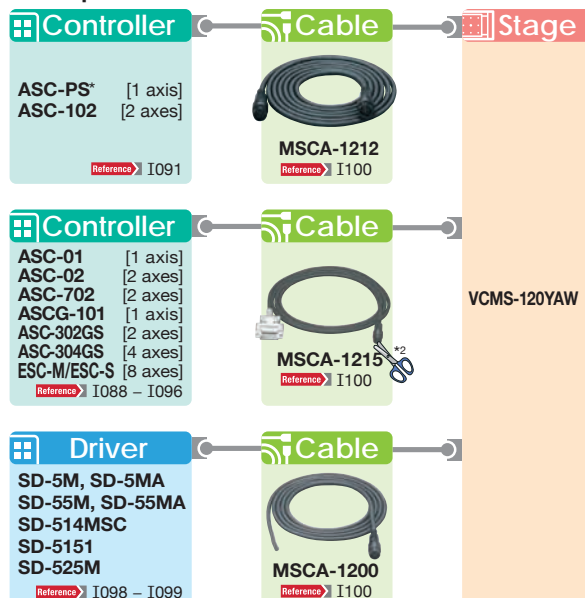 Controller
Cable
Stage
ASC-PS* [1 axis]
ASC-102 [2 axes]
Reference I091
MSCA-1212
Reference I100
Controller
Cable
ASC-01 [1 axis]
ASC-02 [2 axes]
ASC-702 [2 axes]
ASCG-101 [1 axis]
ASC-302GS [2 axes]
ASC-304GS [4 axes]
ESC-M/ESC-S [8 axes]
Reference I088 – I096
*2
MSCA-1215
Reference I100
VCMS-120YAW
Driver
Cable
SD-5M, SD-5MA
SD-55M, SD-55MA
SD-514MSC
SD-5151
SD-525M
Reference I098 – I099
MSCA-1200
Reference I100